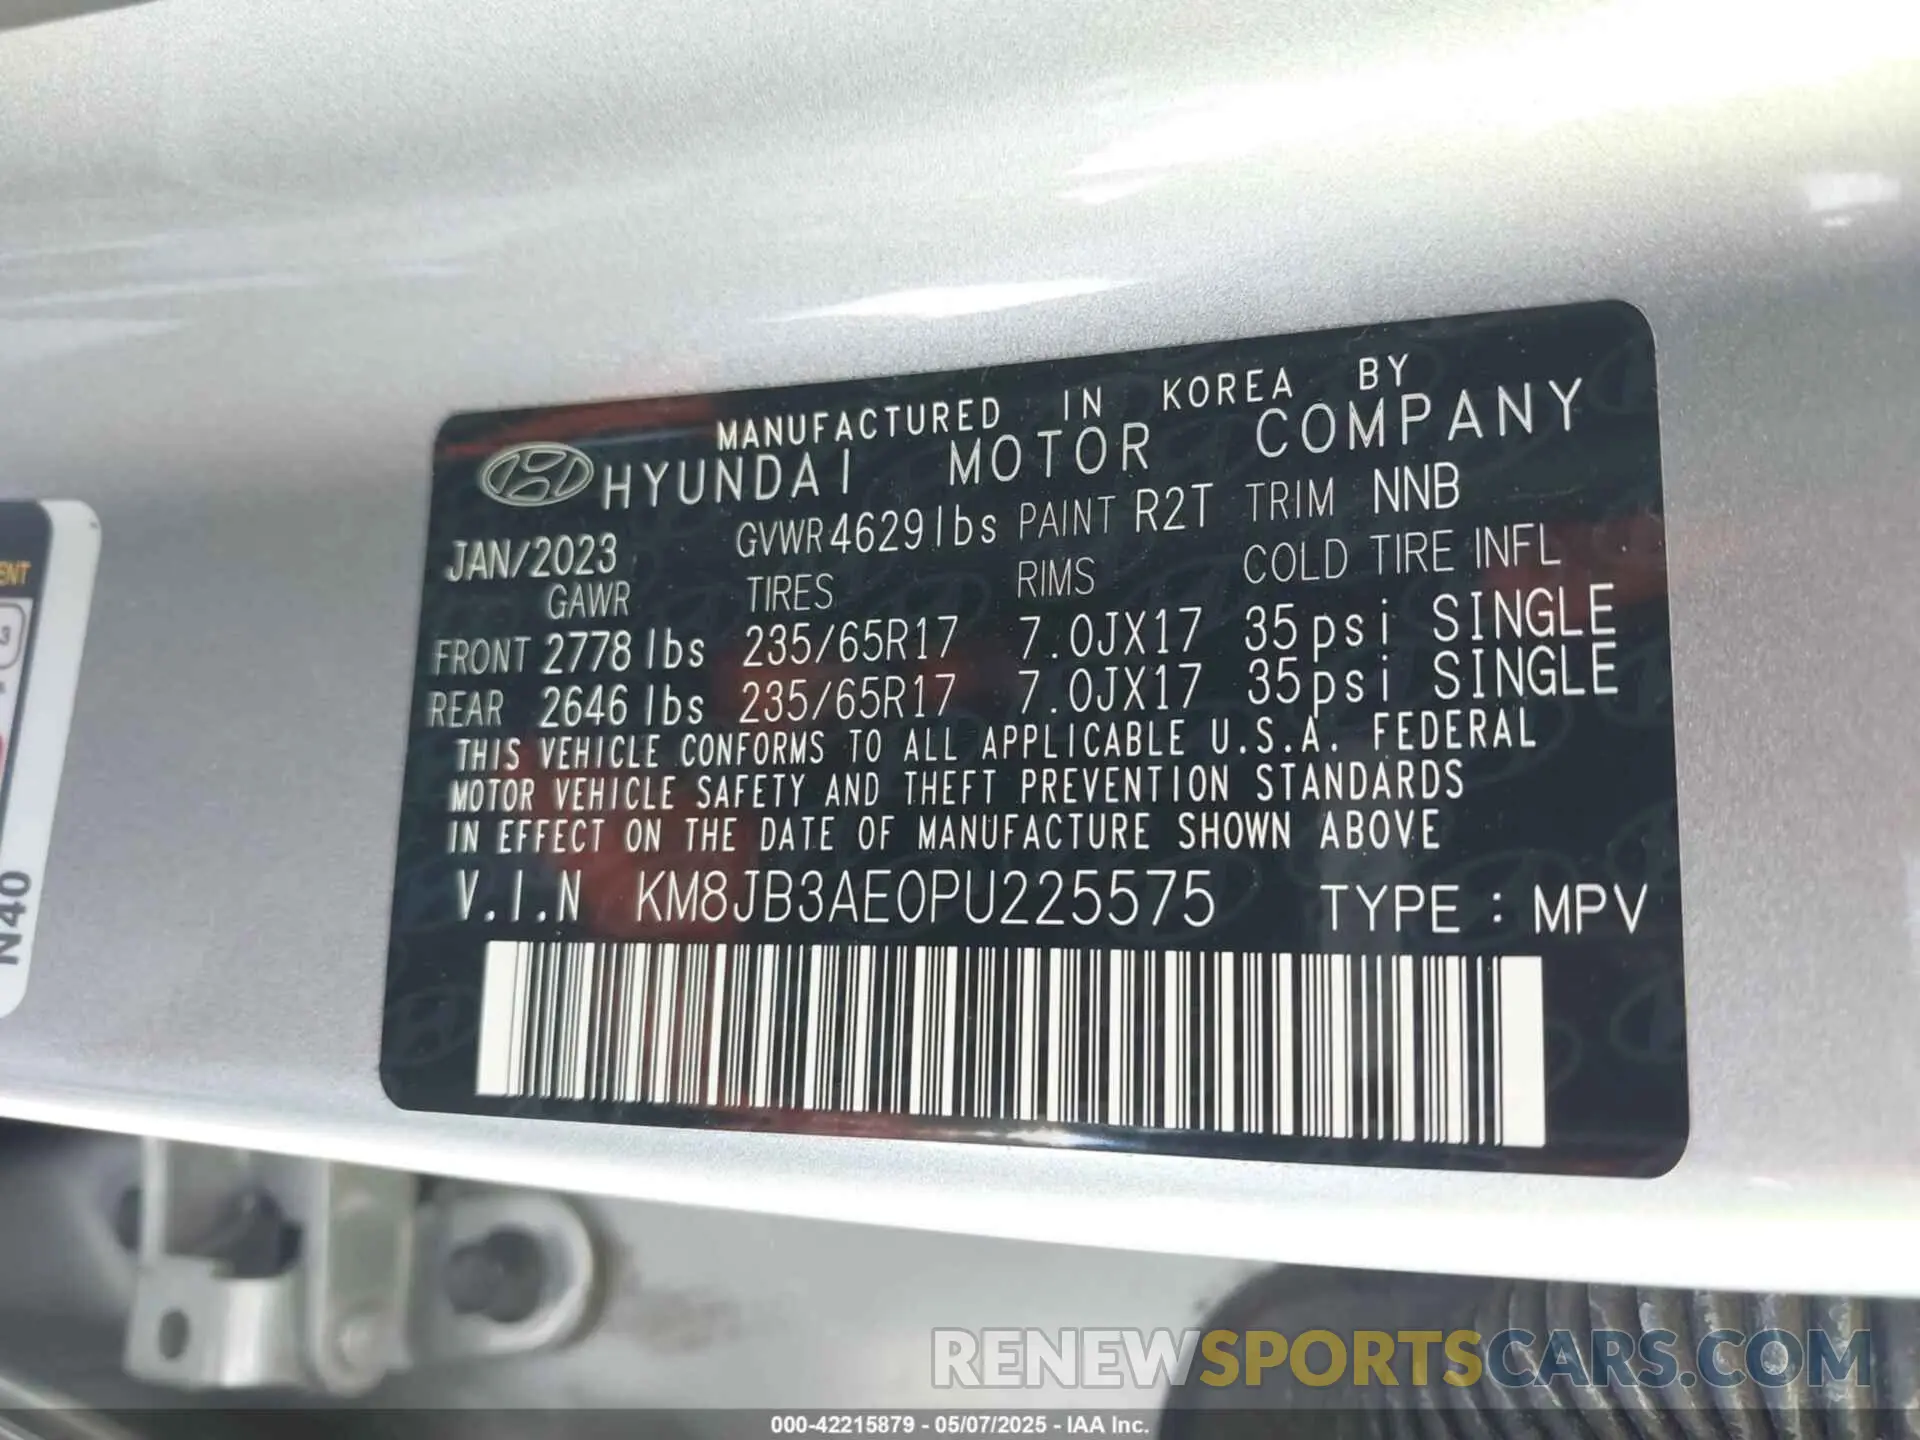 MANUFACTURED IN KOREA BY
HYUNDAI MOTOR COMPANY
JAN/2023 GVWR 4629 lbs PAINT R2T TRIM NNB
GAWR TIRES RIMS COLD TIRE INFL
FRONT 2778 lbs 235/65R17 7.0JX17 35psi SINGLE
REAR 2646 lbs 235/65R17 7.0JX17 35psi SINGLE
THIS VEHICLE CONFORMS TO ALL APPLICABLE U.S.A. FEDERAL
MOTOR VEHICLE SAFETY AND THEFT PREVENTION STANDARDS
IN EFFECT ON THE DATE OF MANUFACTURE SHOWN ABOVE
V.I.N KM8JB3AE0PU225575 TYPE : MPV
ENT
3
N40
RENEWSPORTSCARS.COM
000-42215879 - 05/07/2025 - IAA Inc.